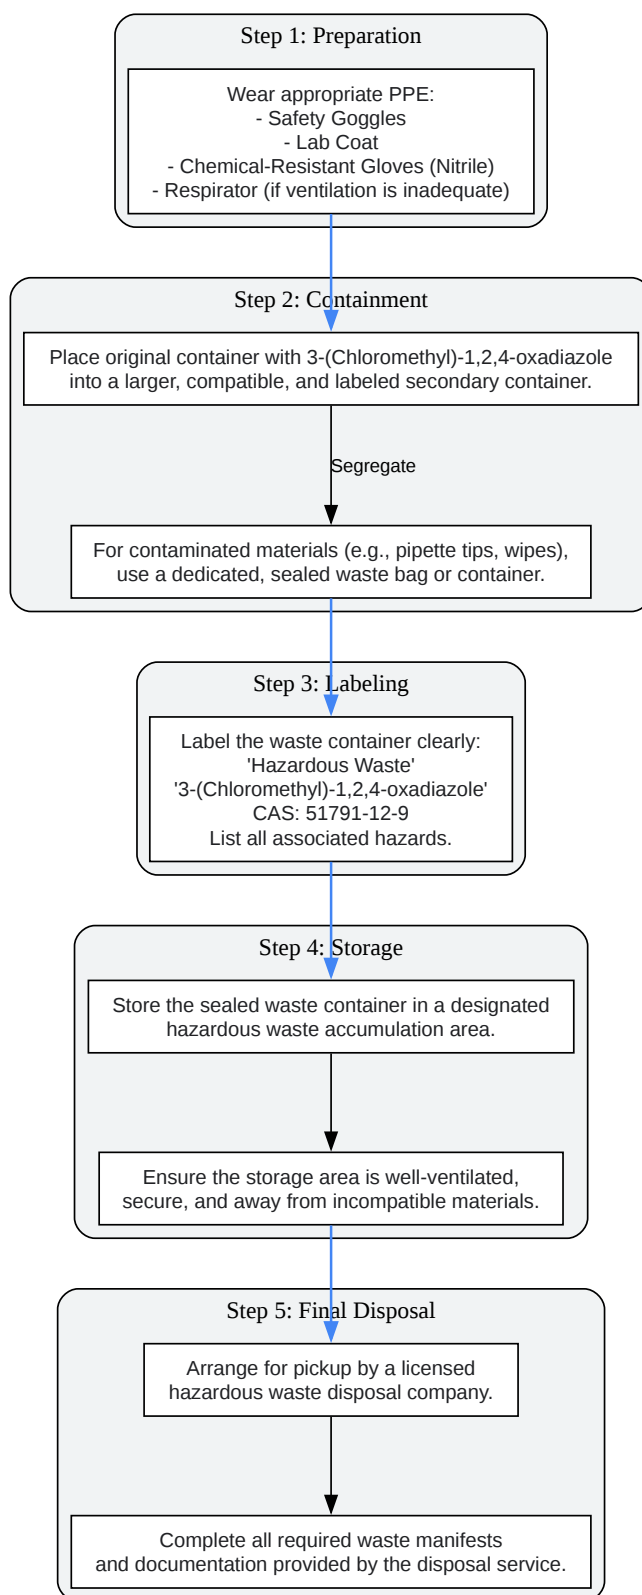 Step 1: Preparation
Wear appropriate PPE:
- Safety Goggles
- Lab Coat
- Chemical-Resistant Gloves (Nitrile)
- Respirator (if ventilation is inadequate)
Step 2: Containment
Place original container with 3-(Chloromethyl)-1,2,4-oxadiazole
into a larger, compatible, and labeled secondary container.
Segregate
For contaminated materials (e.g., pipette tips, wipes),
use a dedicated, sealed waste bag or container.
Step 3: Labeling
Label the waste container clearly:
'Hazardous Waste'
'3-(Chloromethyl)-1,2,4-oxadiazole'
CAS: 51791-12-9
List all associated hazards.
Step 4: Storage
Store the sealed waste container in a designated
hazardous waste accumulation area.
Ensure the storage area is well-ventilated,
secure, and away from incompatible materials.
Step 5: Final Disposal
Arrange for pickup by a licensed
hazardous waste disposal company.
Complete all required waste manifests
and documentation provided by the disposal service.